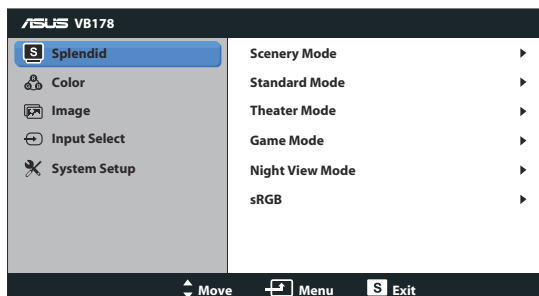 ASUS VB178
S Splendid
Color
Image
Input Select
System Setup
Scenery Mode
Standard Mode
Theater Mode
Game Mode
Night View Mode
sRGB
Move Menu S Exit